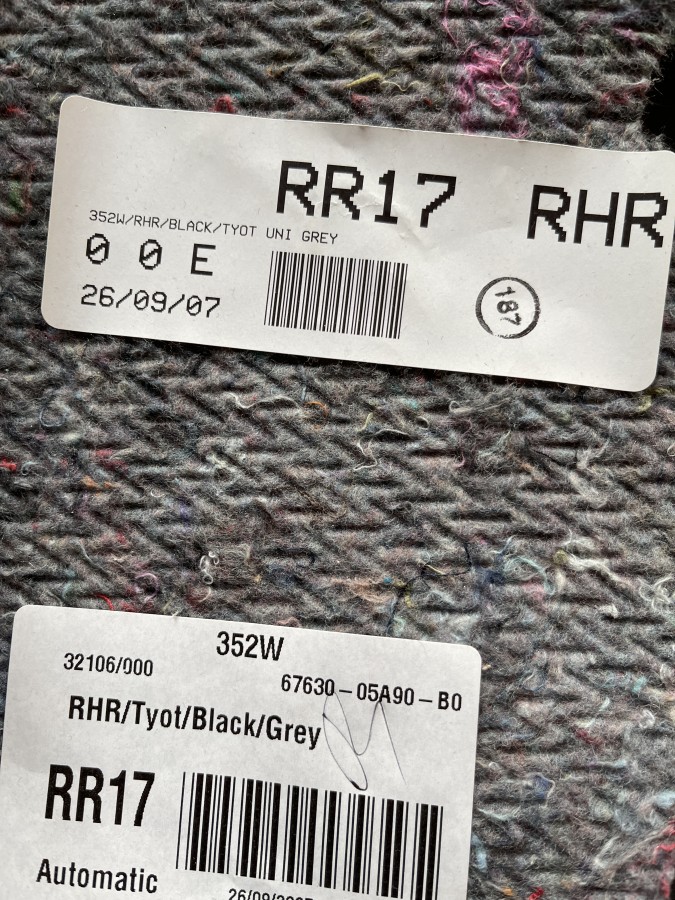 RR17 RHR
352W/RHR/BLACK/TYOT UNI GREY
0 0 E
26/09/07
187
352W
32106/000
67630-05A90-B0
RHR/Tyot/Black/Grey
RR17
Automatic